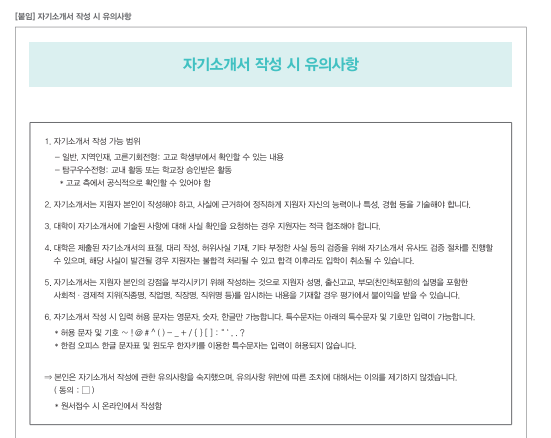 [붙임] 자기소개서 작성 시 유의사항
자기소개서 작성 시 유의사항
1. 자기소개서 작성 가능 범위
- 일반, 지역인재, 고른기회전형: 고교 학생부에서 확인할 수 있는 내용
- 탐구우수전형: 교내 활동 또는 학교장 승인받은 활동
* 고교 측에서 공식적으로 확인할 수 있어야 함
2. 자기소개서는 지원자 본인이 작성해야 하고, 사실에 근거하여 정직하게 지원자 자신의 능력이나 특성, 경험 등을 기술해야 합니다.
3. 대학이 자기소개서에 기술된 사항에 대해 사실 확인을 요청하는 경우 지원자는 적극 협조해야 합니다.
4. 대학은 제출된 자기소개서의 표절, 대리 작성, 허위사실 기재, 기타 부정한 사실 등의 검증을 위해 자기소개서 유사도 검증 절차를 진행할
수 있으며, 해당 사실이 발견될 경우 지원자는 불합격 처리될 수 있고 합격 이후라도 입학이 취소될 수 있습니다.
5. 자기소개서는 지원자 본인의 강점을 부각시키기 위해 작성하는 것으로 지원자 성명, 출신고교, 부모(친인척포함)의 실명을 포함한
사회적 · 경제적 지위(직종명, 직업명, 직장명, 직위명 등)를 암시하는 내용을 기재할 경우 평가에서 불이익을 받을 수 있습니다.
6. 자기소개서 작성 시 입력 허용 문자는 영문자, 숫자, 한글만 가능합니다. 특수문자는 아래의 특수문자 및 기호만 입력이 가능합니다.
* 허용 문자 및 기호 ~ ! @ # ^ ( ) - _ + / { } [ ] : " ' , . ?
* 한컴 오피스 한글 문자표 및 윈도우 한자키를 이용한 특수문자는 입력이 허용되지 않습니다.
⇒ 본인은 자기소개서 작성에 관한 유의사항을 숙지했으며, 유의사항 위반에 따른 조치에 대해서는 이의를 제기하지 않겠습니다.
( 동의 : □ )
* 원서접수 시 온라인에서 작성함